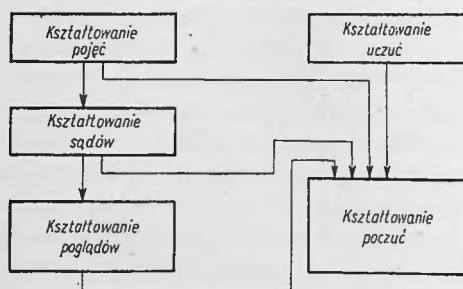 Kształtowanie
pojęć
Kształtowanie
uczuć
Kształtowanie
sądów
Kształtowanie
poglądów
Kształtowanie
poczuć